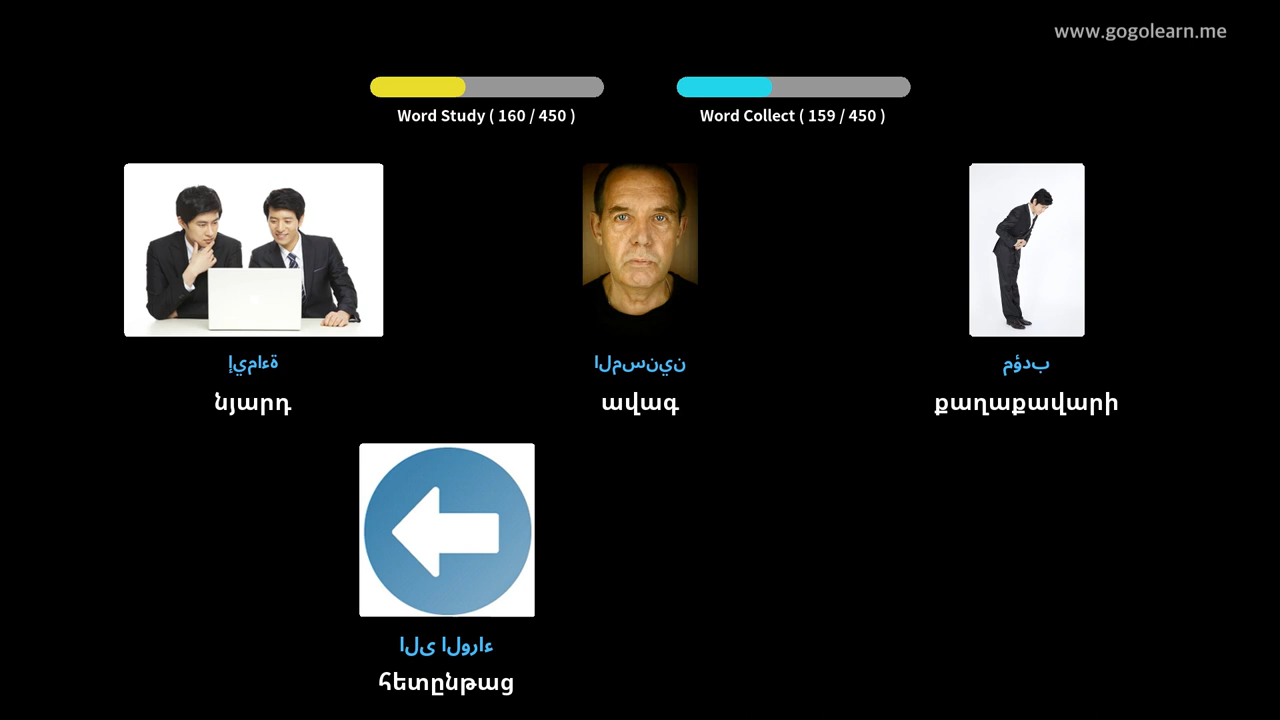 www.gogolearn.me
Word Study ( 160 / 450 )
Word Collect ( 159 / 450 )
إيماءة
المسنين
مؤدب
նյարդ
ավագ
քաղաքավարի
الى الوراء
հետընթաց